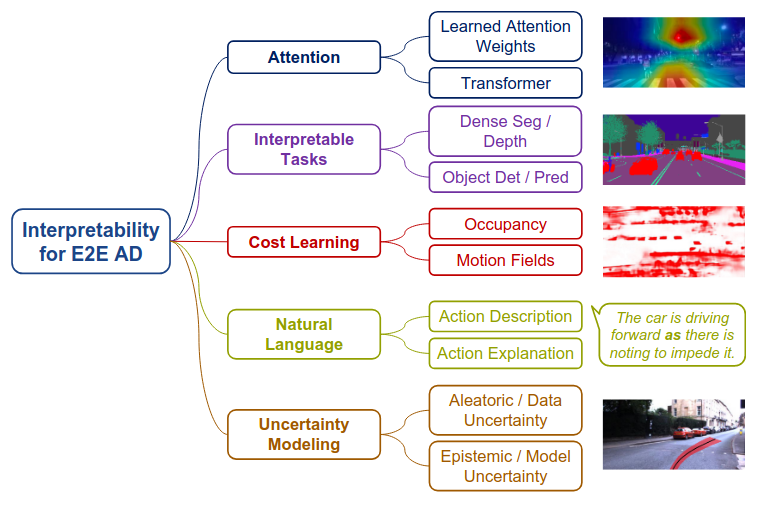 Learned Attention
Weights
Attention
Transformer
Dense Seg /
Depth
Interpretable
Tasks
Object Det / Pred
Interpretability
for E2E AD
Occupancy
Cost Learning
Motion Fields
Action Description
Natural
Language
Action Explanation
The car is driving
forward as there is
noting to impede it.
Aleatoric / Data
Uncertainty
Uncertainty
Modeling
Epistemic / Model
Uncertainty